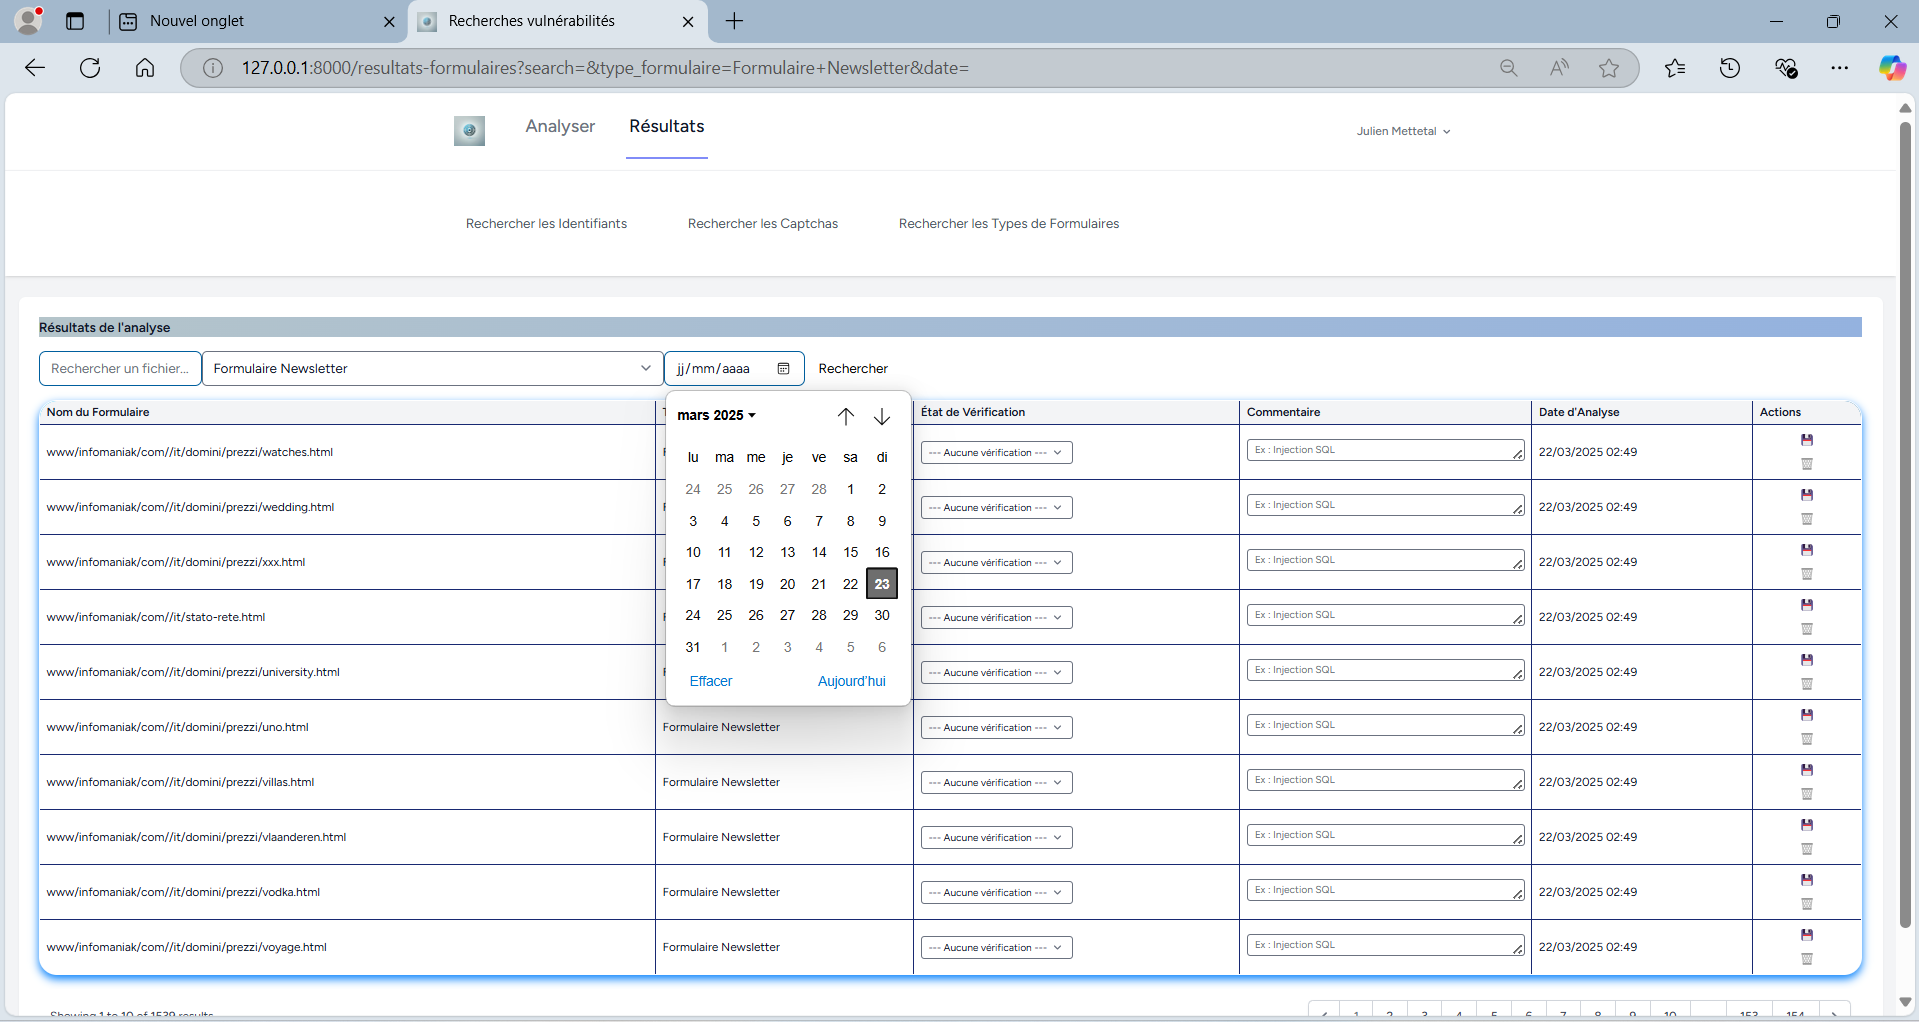 Nouvel onglet
Recherches vulnérabilités
127.0.0.1:8000/resultats-formulaires?search=&type_formulaire=Formulaire+Newsletter&date=
Analyser
Résultats
Julien Mettetal
Rechercher les Identifiants
Rechercher les Captchas
Rechercher les Types de Formulaires
Résultats de l'analyse
Rechercher un fichier...
Formulaire Newsletter
jj/mm/aaaa
Rechercher
Nom du Formulaire
État de Vérification
Commentaire
Date d'Analyse
Actions
mars 2025
lu ma me je ve sa di
24 25 26 27 28 1 2
3 4 5 6 7 8 9
10 11 12 13 14 15 16
17 18 19 20 21 22 23
24 25 26 27 28 29 30
31 1 2 3 4 5 6
Effacer
Aujourd'hui
www/infomaniak/com//it/domini/prezzi/watches.html
--- Aucune vérification ---
Ex : Injection SQL
22/03/2025 02:49
www/infomaniak/com//it/domini/prezzi/wedding.html
--- Aucune vérification ---
Ex : Injection SQL
22/03/2025 02:49
www/infomaniak/com//it/domini/prezzi/xxx.html
--- Aucune vérification ---
Ex : Injection SQL
22/03/2025 02:49
www/infomaniak/com//it/stato-rete.html
--- Aucune vérification ---
Ex : Injection SQL
22/03/2025 02:49
www/infomaniak/com//it/domini/prezzi/university.html
--- Aucune vérification ---
Ex : Injection SQL
22/03/2025 02:49
www/infomaniak/com//it/domini/prezzi/uno.html
Formulaire Newsletter
--- Aucune vérification ---
Ex : Injection SQL
22/03/2025 02:49
www/infomaniak/com//it/domini/prezzi/villas.html
Formulaire Newsletter
--- Aucune vérification ---
Ex : Injection SQL
22/03/2025 02:49
www/infomaniak/com//it/domini/prezzi/vlaanderen.html
Formulaire Newsletter
--- Aucune vérification ---
Ex : Injection SQL
22/03/2025 02:49
www/infomaniak/com//it/domini/prezzi/vodka.html
Formulaire Newsletter
--- Aucune vérification ---
Ex : Injection SQL
22/03/2025 02:49
www/infomaniak/com//it/domini/prezzi/voyage.html
Formulaire Newsletter
--- Aucune vérification ---
Ex : Injection SQL
22/03/2025 02:49
Showing 1 to 10 of 1539 results
1 2 3 4 5 6 7 8 9 10 153 154